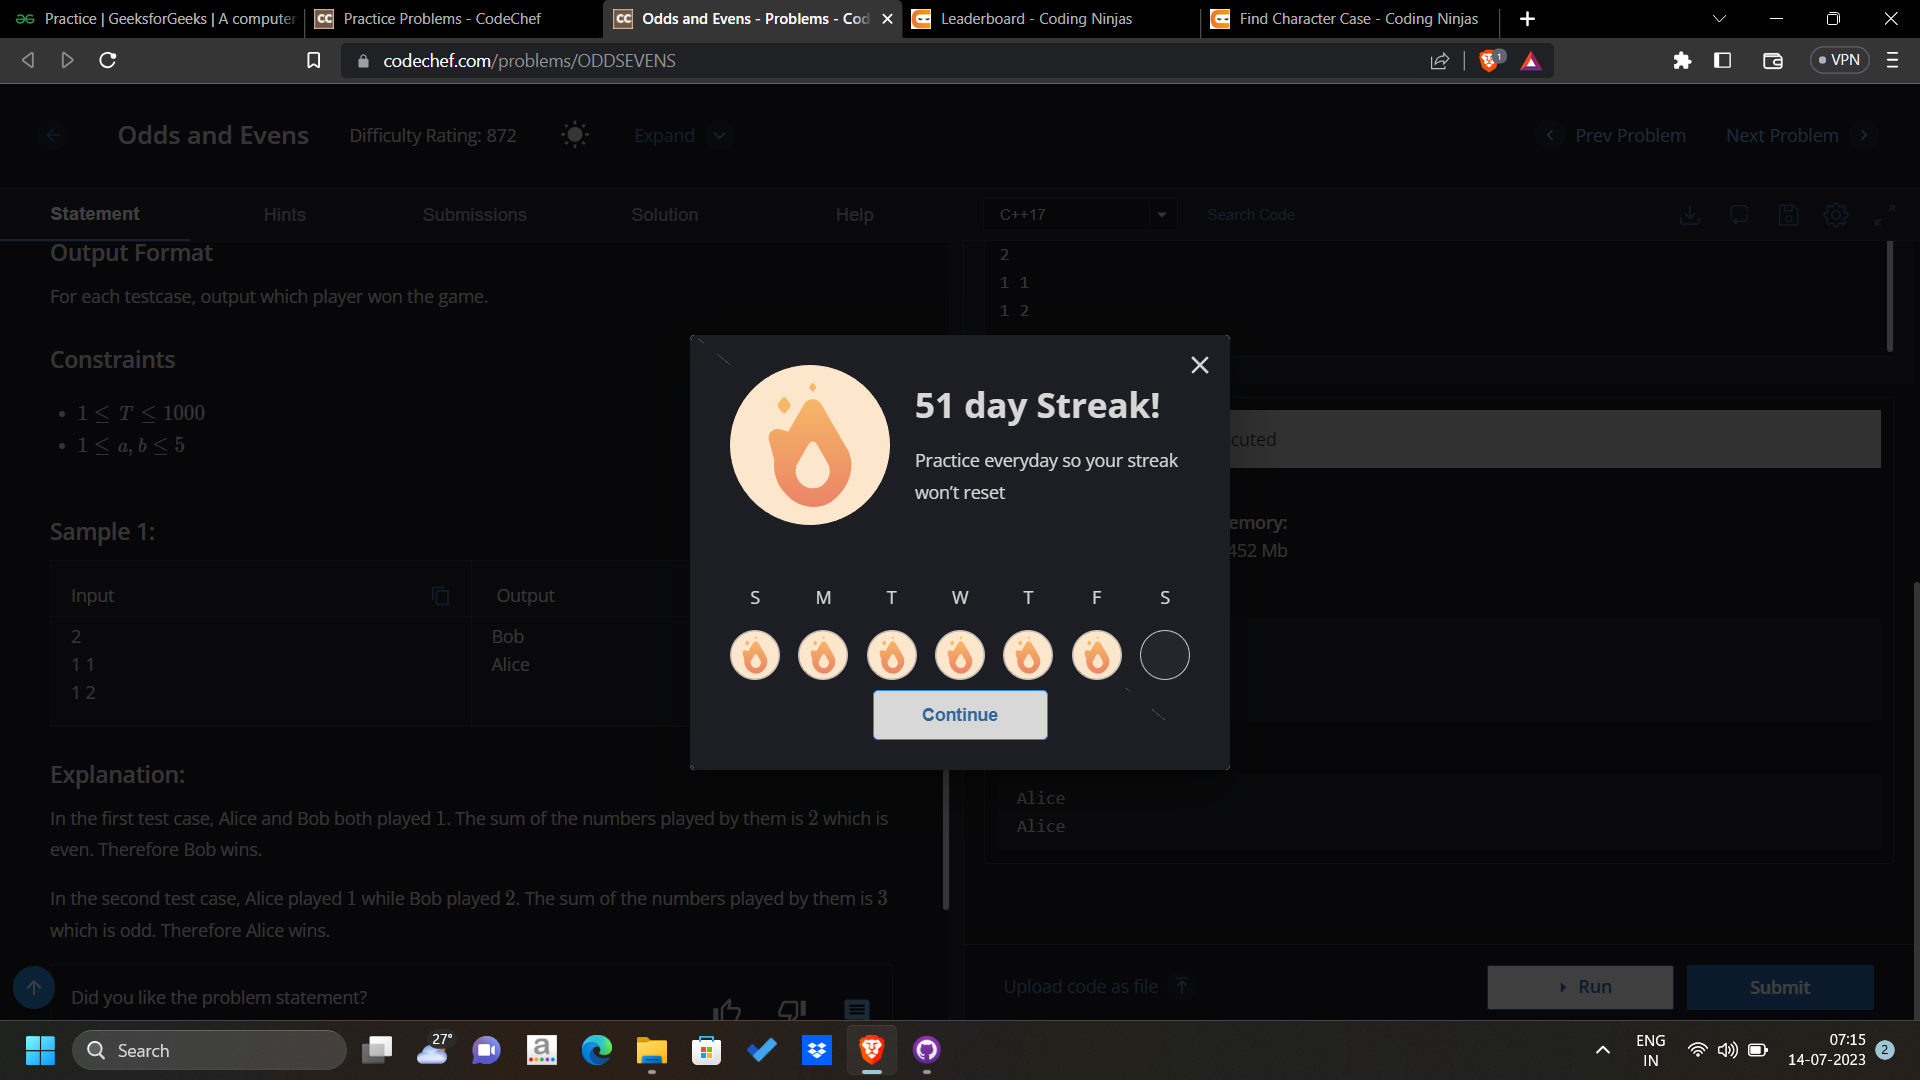 Practice | GeeksforGeeks | A computer
Practice Problems - CodeChef
Odds and Evens - Problems - Cod
Leaderboard - Coding Ninjas
Find Character Case - Coding Ninjas
codechef.com/problems/ODDSEVENS
1
VPN
Odds and Evens
Difficulty Rating: 872
Expand
Prev Problem
Next Problem
Statement
Hints
Submissions
Solution
Help
C++17
Search Code
Output Format
For each testcase, output which player won the game.
Constraints
• 1 ≤ T ≤ 1000
• 1 ≤ a, b ≤ 5
Sample 1:
Input
Output
2
1 1
1 2
Bob
Alice
Explanation:
In the first test case, Alice and Bob both played 1. The sum of the numbers played by them is 2 which is
even. Therefore Bob wins.
In the second test case, Alice played 1 while Bob played 2. The sum of the numbers played by them is 3
which is odd. Therefore Alice wins.
Did you like the problem statement?
2
1 1
1 2
cuted
emory:
452 Mb
Alice
Alice
Upload code as file
Run
Submit
51 day Streak!
Practice everyday so your streak
won't reset
S M T W T F S
Continue
Search
27°
ENG
IN
07:15
14-07-2023
2